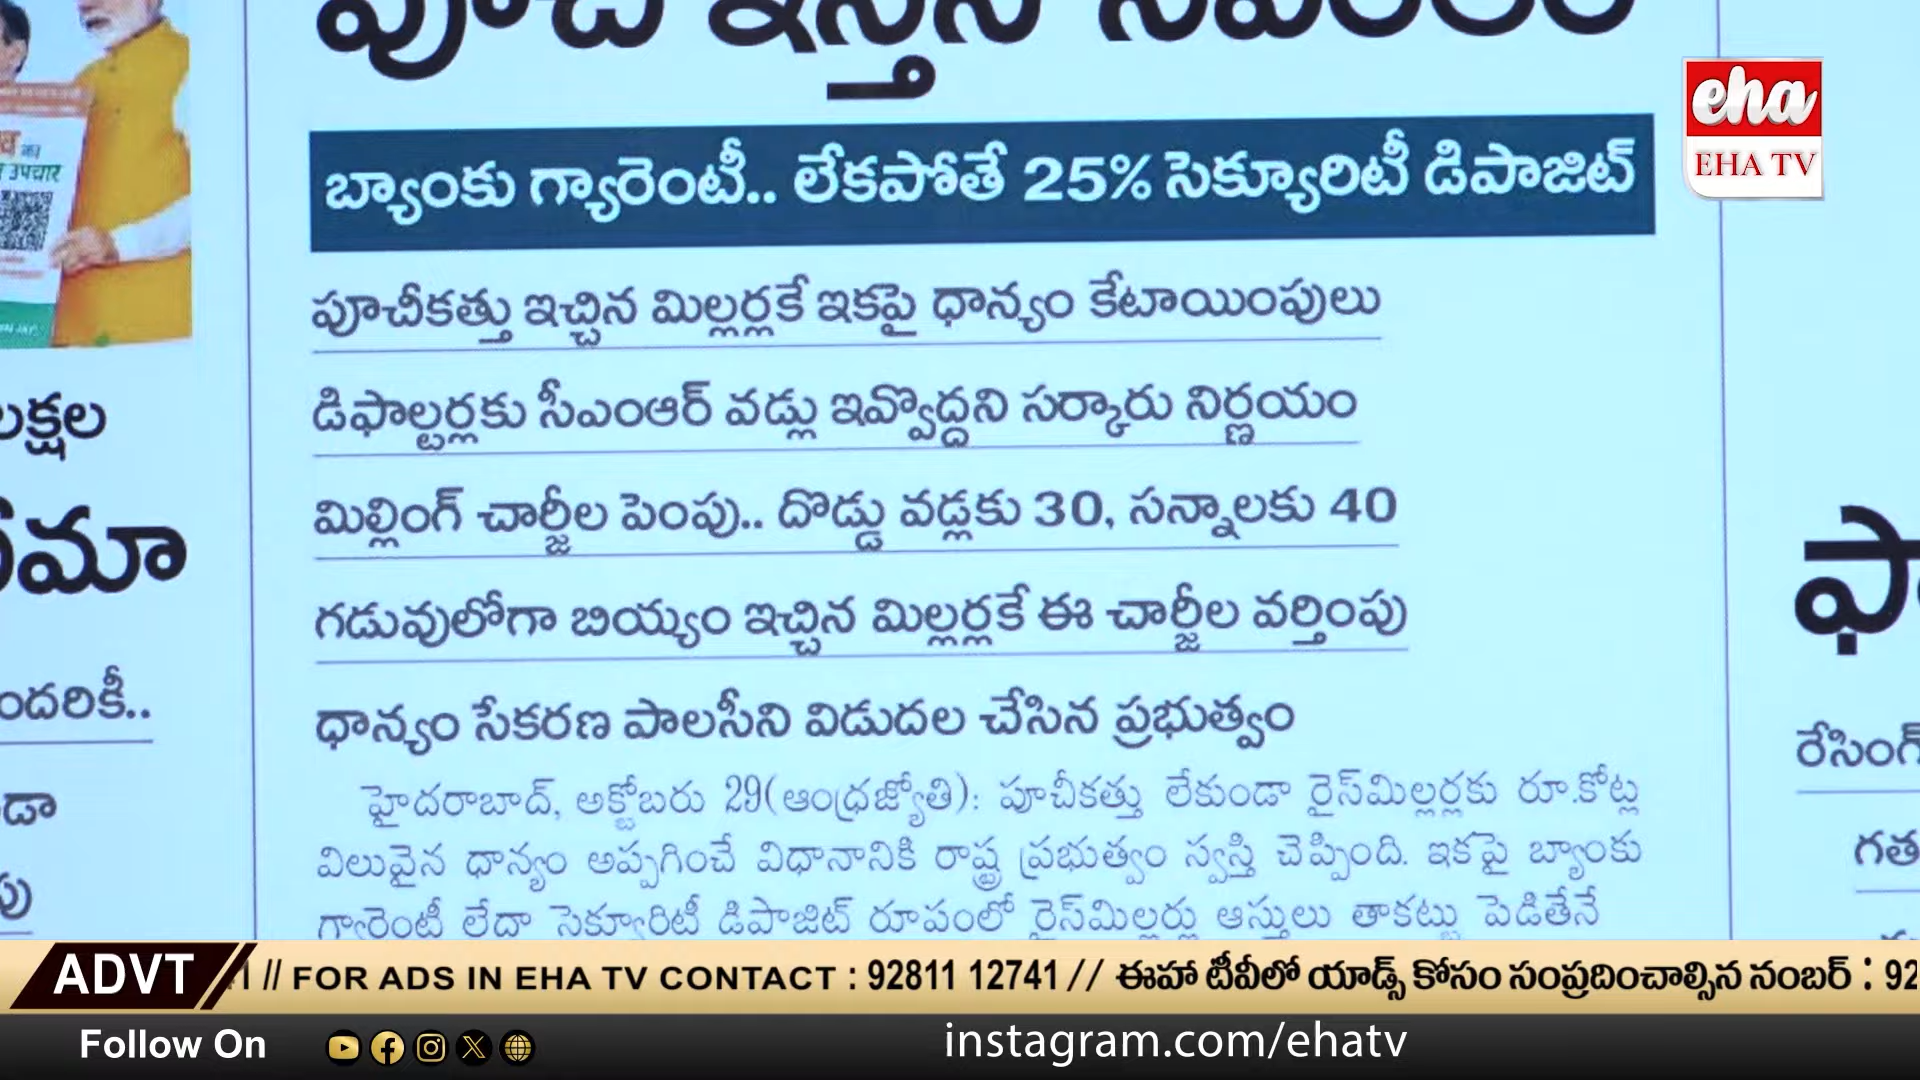 బ్యాంకు గ్యారెంటీ.. లేకపోతే 25% సెక్యూరిటీ డిపాజిట్
పూచీకత్తు ఇచ్చిన మిల్లర్లకే ఇకపై ధాన్యం కేటాయింపులు
డిఫాల్టర్లకు సీఎంఆర్ వడ్లు ఇవ్వొద్దని సర్కారు నిర్ణయం
మిల్లింగ్ చార్జీల పెంపు.. దొడ్డు వడ్లకు 30, సన్నాలకు 40
గడువులోగా బియ్యం ఇచ్చిన మిల్లర్లకే ఈ చార్జీల వర్తింపు
ధాన్యం సేకరణ పాలసీని విడుదల చేసిన ప్రభుత్వం
హైదరాబాద్, అక్టోబరు 29(ఆంధ్రజ్యోతి): పూచీకత్తు లేకుండా రైస్‌మిల్లర్లకు రూ.కోట్ల
విలువైన ధాన్యం అప్పగించే విధానానికి రాష్ట్ర ప్రభుత్వం స్వస్తి చెప్పింది. ఇకపై బ్యాంకు
గ్యారెంటీ లేదా సెక్యూరిటీ డిపాజిట్ రూపంలో రైస్‌మిల్లర్లు ఆస్తులు తాకట్టు పెడితేనే
उपचार
రేసింగ్
గత
eha
EHA TV
ADVT
// FOR ADS IN EHA TV CONTACT : 92811 12741 // ఈహా టీవీలో యాడ్స్ కోసం సంప్రదించాల్సిన నంబర్ : 92
Follow On
instagram.com/ehatv